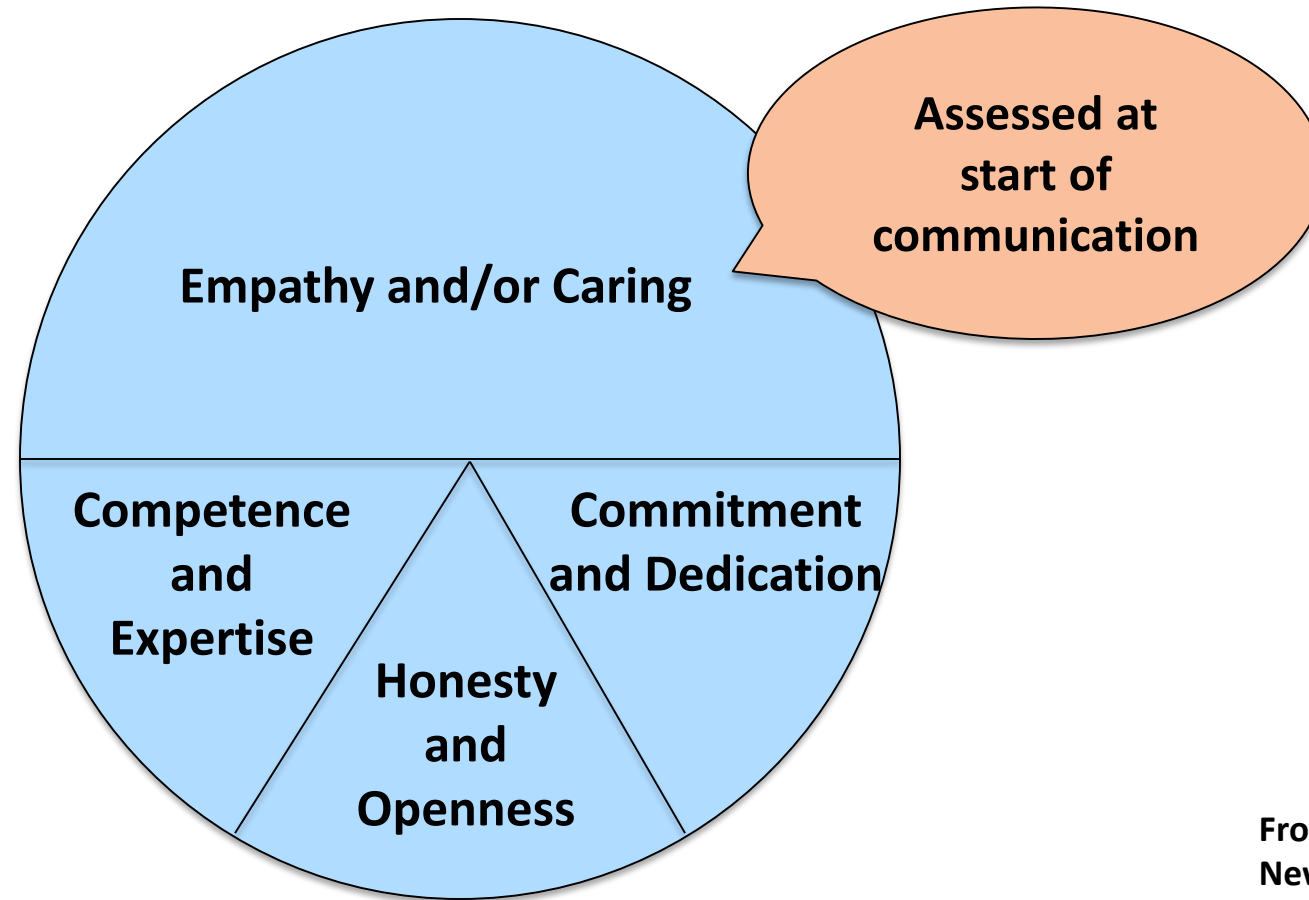 Assessed at
start of
communication
Empathy and/or Caring
Competence
and
Expertise
Commitment
and Dedication
Honesty
and
Openness